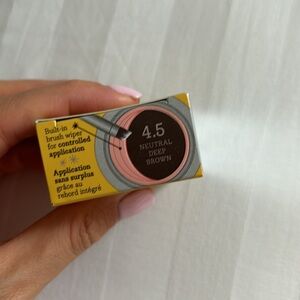 Built-in
brush wiper
for controlled
application
Application
sans surplus
grâce au
rebord intégré
4.5
NEUTRAL
DEEP
BROWN